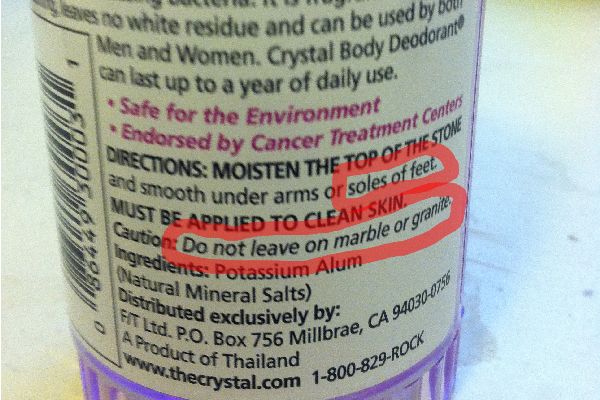 leaves no white residue and can be used by both
Men and Women. Crystal Body Deodorant®
can last up to a year of daily use.
• Safe for the Environment
• Endorsed by Cancer Treatment Centers
DIRECTIONS: MOISTEN THE TOP OF THE STONE
and smooth under arms or soles of feet.
MUST BE APPLIED TO CLEAN SKIN.
Caution: Do not leave on marble or granite.
Ingredients: Potassium Alum
(Natural Mineral Salts)
Distributed exclusively by:
F/T Ltd. P.O. Box 756 Millbrae, CA 94030-0756
A Product of Thailand
www.thecrystal.com 1-800-829-ROCK